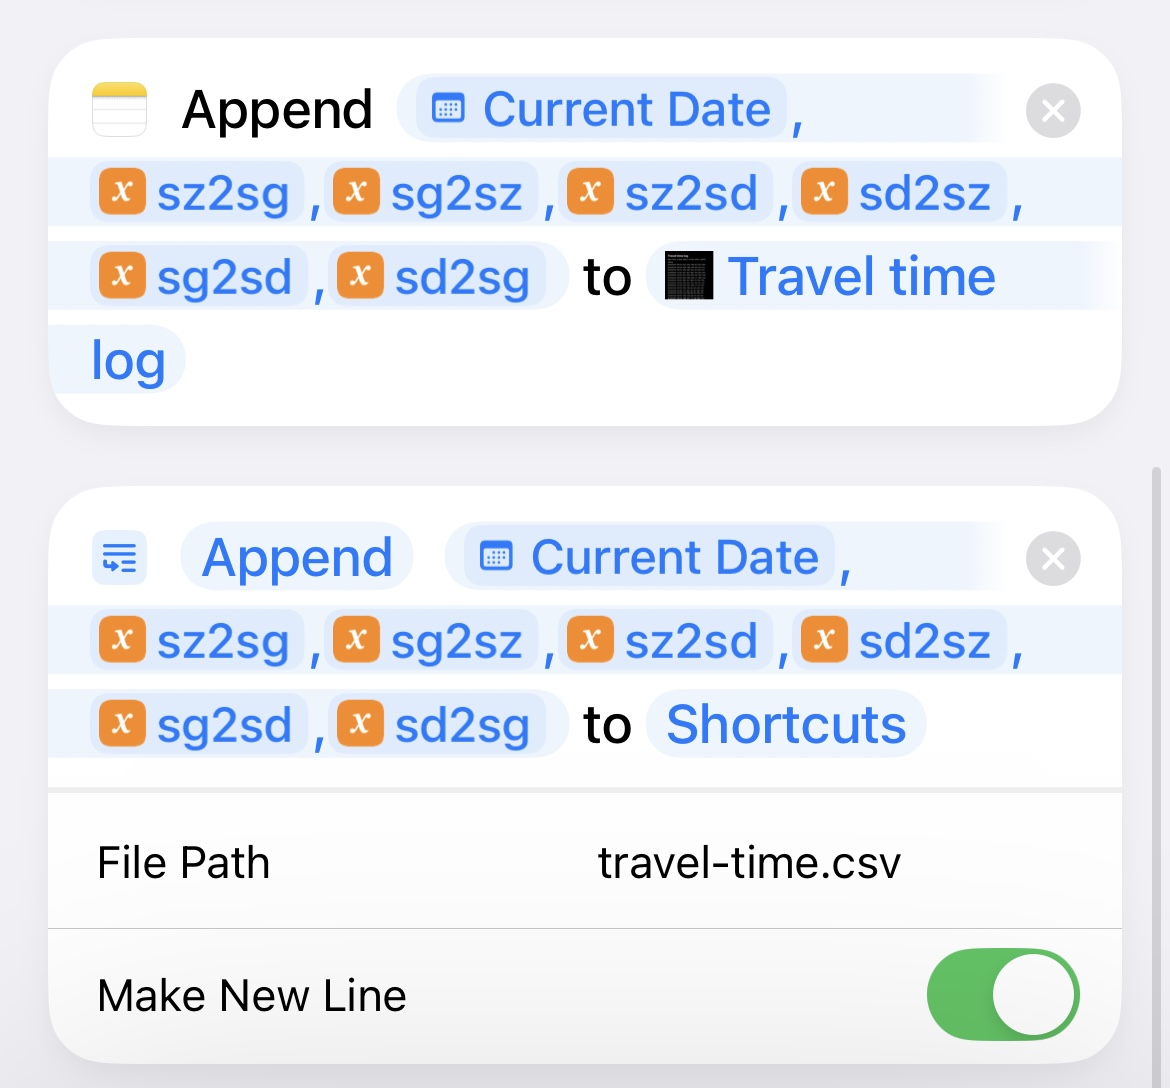 Append Current Date,
x sz2sg,x sg2sz,x sz2sd,x sd2sz,
x sg2sd,x sd2sg to Travel time
log
Append Current Date,
x sz2sg,x sg2sz,x sz2sd,x sd2sz,
x sg2sd,x sd2sg to Shortcuts
File Path travel-time.csv
Make New Line